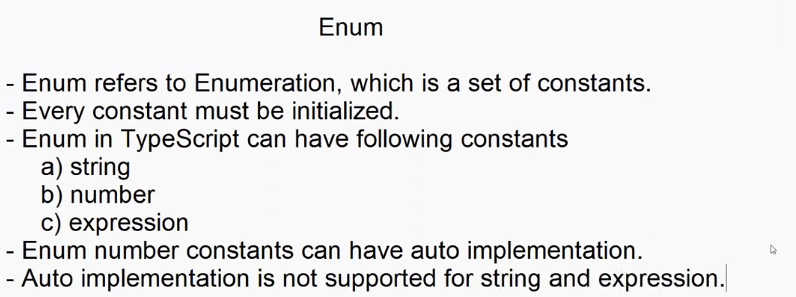 Enum
- Enum refers to Enumeration, which is a set of constants.
- Every constant must be initialized.
- Enum in TypeScript can have following constants
a) string
b) number
c) expression
- Enum number constants can have auto implementation.
- Auto implementation is not supported for string and expression.